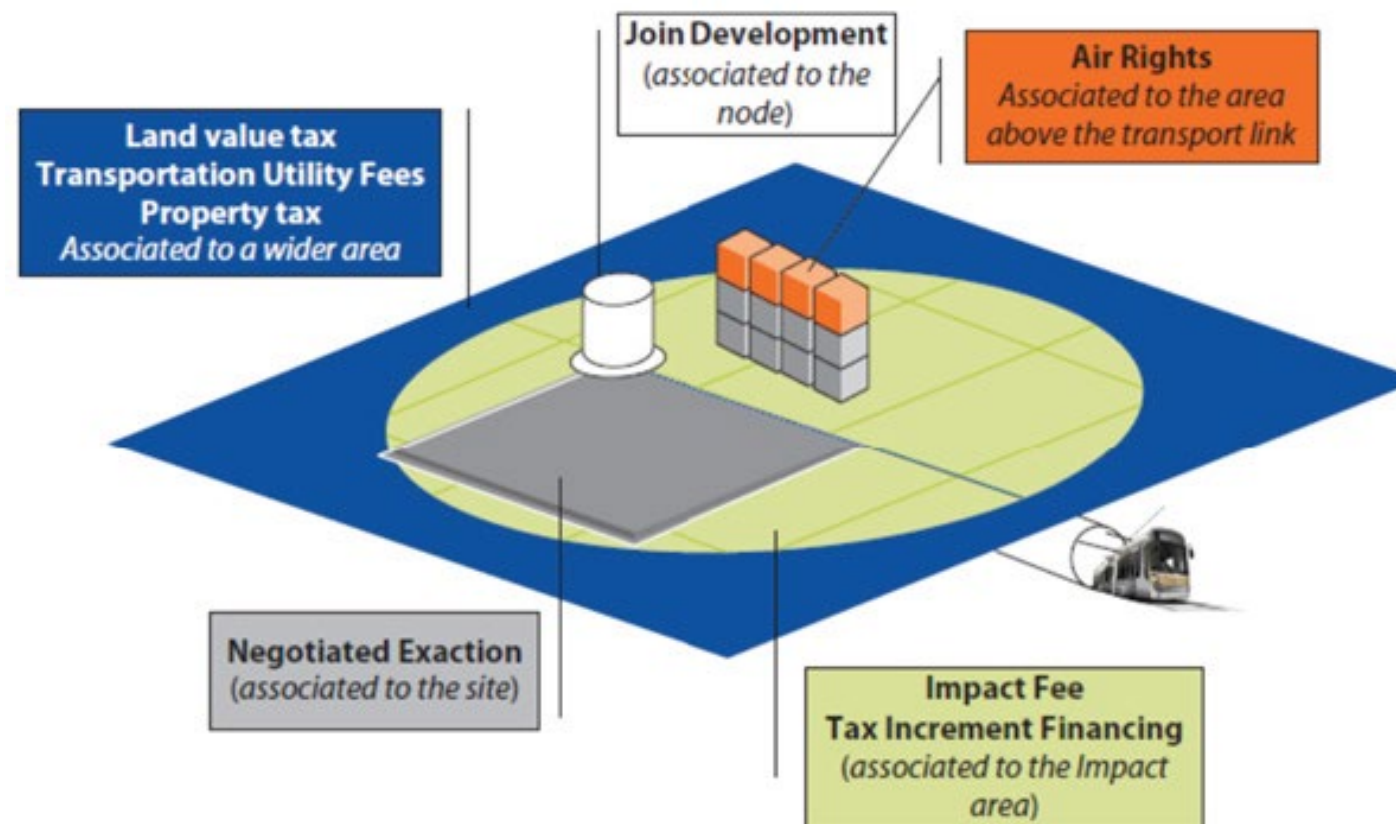 Join Development
(associated to the
node)
Air Rights
Associated to the area
above the transport link
Land value tax
Transportation Utility Fees
Property tax
Associated to a wider area
Negotiated Exaction
(associated to the site)
Impact Fee
Tax Increment Financing
(associated to the Impact
area)